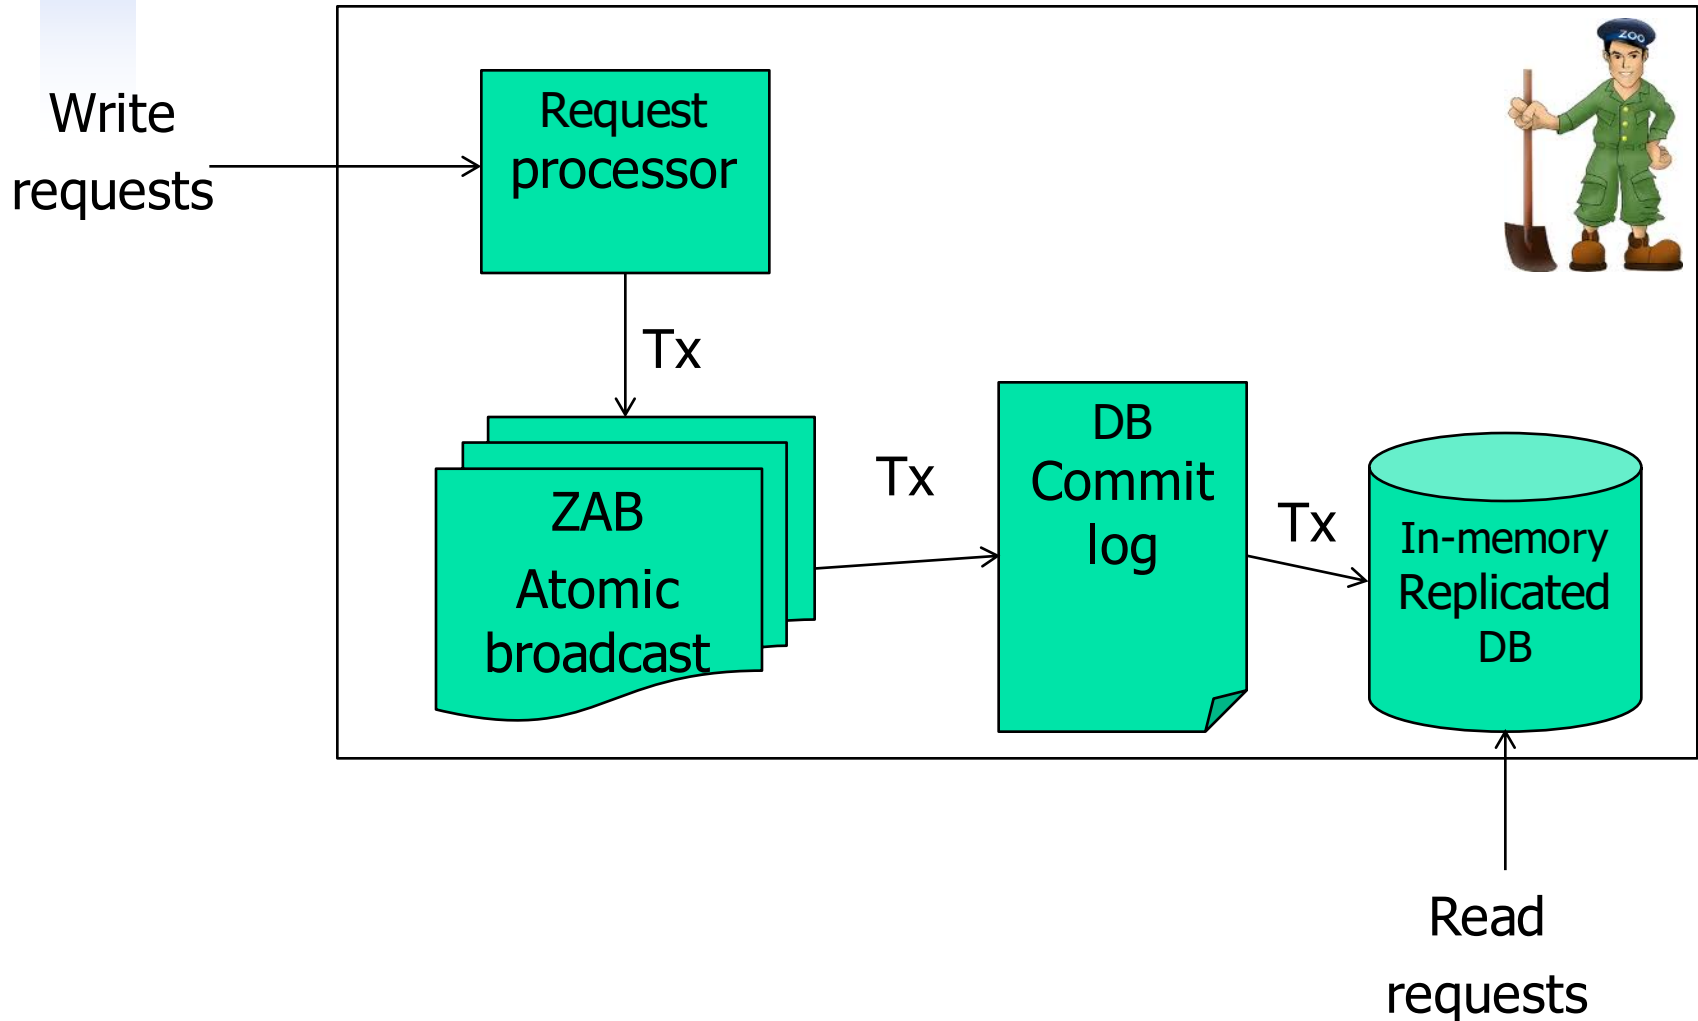 Write
requests
Request
processor
ZOO
Tx
ZAB
Atomic
broadcast
Tx
DB
Commit
log
Tx
In-memory
Replicated
DB
Read
requests